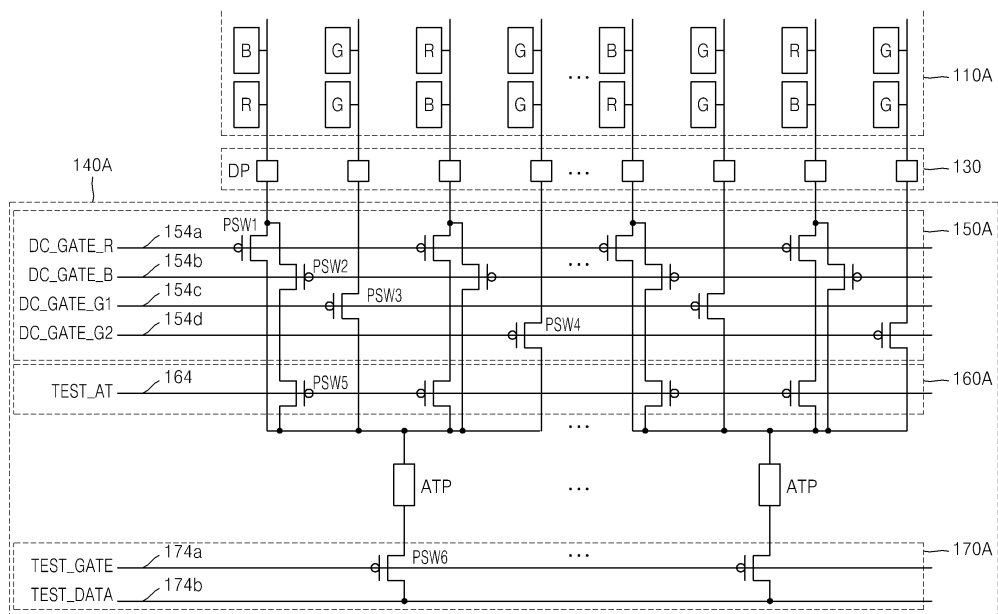 B G R G B G R G
...
110A
R G B G R G B G
DP
...
130
140A
PSW1
150A
DC_GATE_R 154a
...
DC_GATE_B 154b PSW2
DC_GATE_G1 154c PSW3
DC_GATE_G2 154d PSW4
TEST_AT 164 PSW5
160A
...
ATP ... ATP
...
170A
TEST_GATE 174a PSW6
TEST_DATA 174b